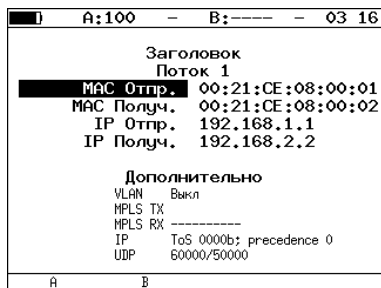 A:100 – B:---- – 03 16
Заголовок
Поток 1
MAC Отпр. 00:21:CE:08:00:01
MAC Получ. 00:21:CE:08:00:02
IP Отпр. 192.168.1.1
IP Получ. 192.168.2.2
Дополнительно
VLAN Выкл
MPLS TX
MPLS RX ----------
IP ToS 0000b; precedence 0
UDP 60000/50000
A B